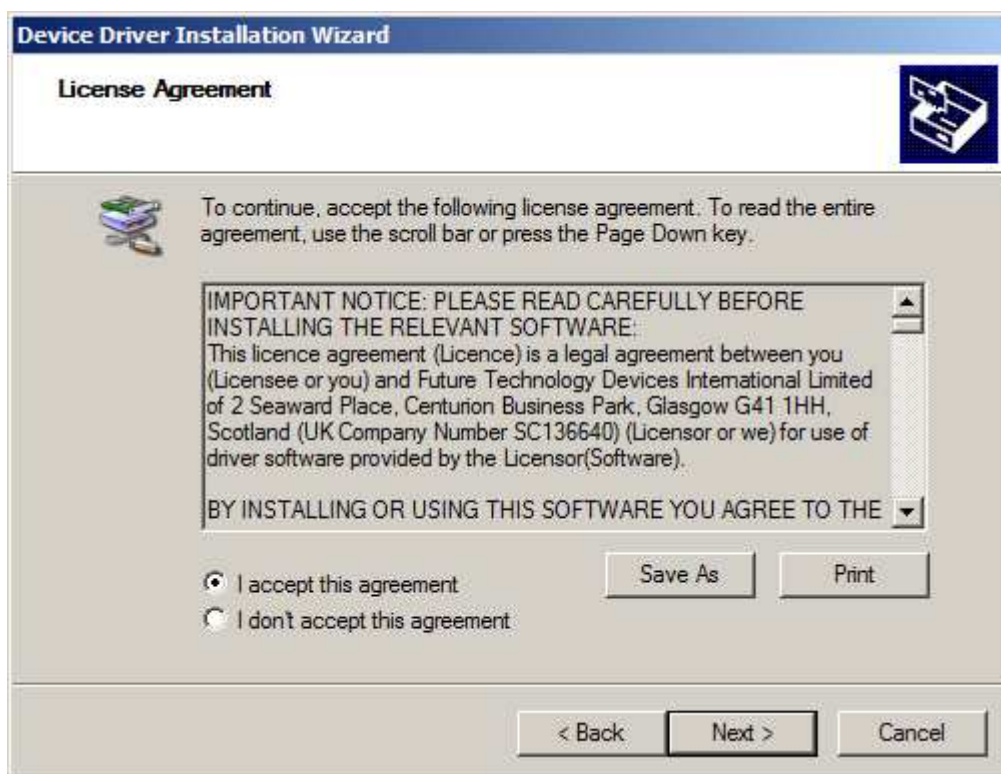 Device Driver Installation Wizard
License Agreement
To continue, accept the following license agreement. To read the entire
agreement, use the scroll bar or press the Page Down key.
IMPORTANT NOTICE: PLEASE READ CAREFULLY BEFORE
INSTALLING THE RELEVANT SOFTWARE:
This licence agreement (Licence) is a legal agreement between you
(Licensee or you) and Future Technology Devices International Limited
of 2 Seaward Place, Centurion Business Park, Glasgow G41 1HH,
Scotland (UK Company Number SC136640) (Licensor or we) for use of
driver software provided by the Licensor(Software).
BY INSTALLING OR USING THIS SOFTWARE YOU AGREE TO THE
I accept this agreement
I don't accept this agreement
Save As
Print
< Back
Next >
Cancel